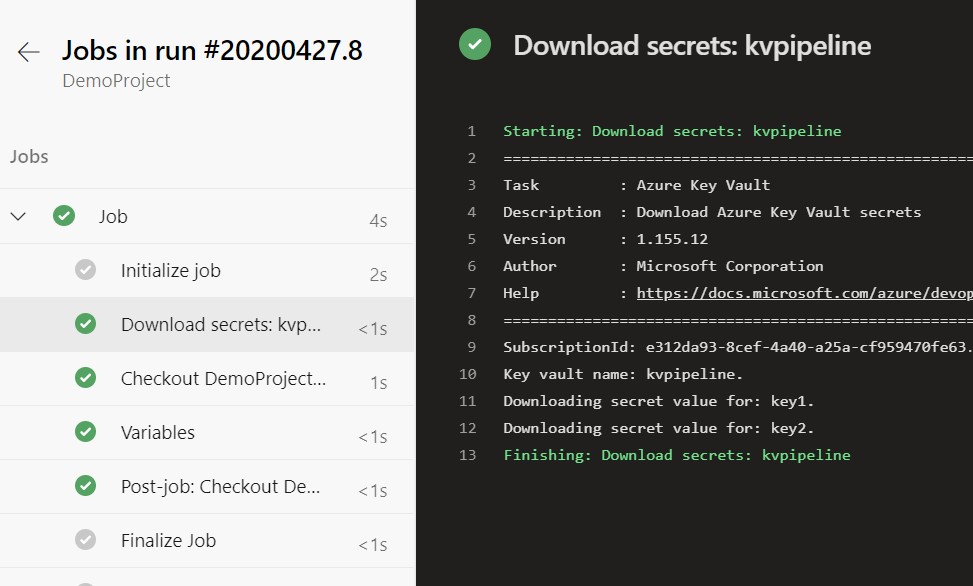 Jobs in run #20200427.8
DemoProject
Jobs
Job 4s
Initialize job 2s
Download secrets: kvp... <1s
Checkout DemoProject... 1s
Variables <1s
Post-job: Checkout De... <1s
Finalize Job <1s
Download secrets: kvpipeline
1 Starting: Download secrets: kvpipeline
2 ====================================================
3 Task : Azure Key Vault
4 Description : Download Azure Key Vault secrets
5 Version : 1.155.12
6 Author : Microsoft Corporation
7 Help : https://docs.microsoft.com/azure/devop
8 ====================================================
9 SubscriptionId: e312da93-8cef-4a40-a25a-cf959470fe63.
10 Key vault name: kvpipeline.
11 Downloading secret value for: key1.
12 Downloading secret value for: key2.
13 Finishing: Download secrets: kvpipeline